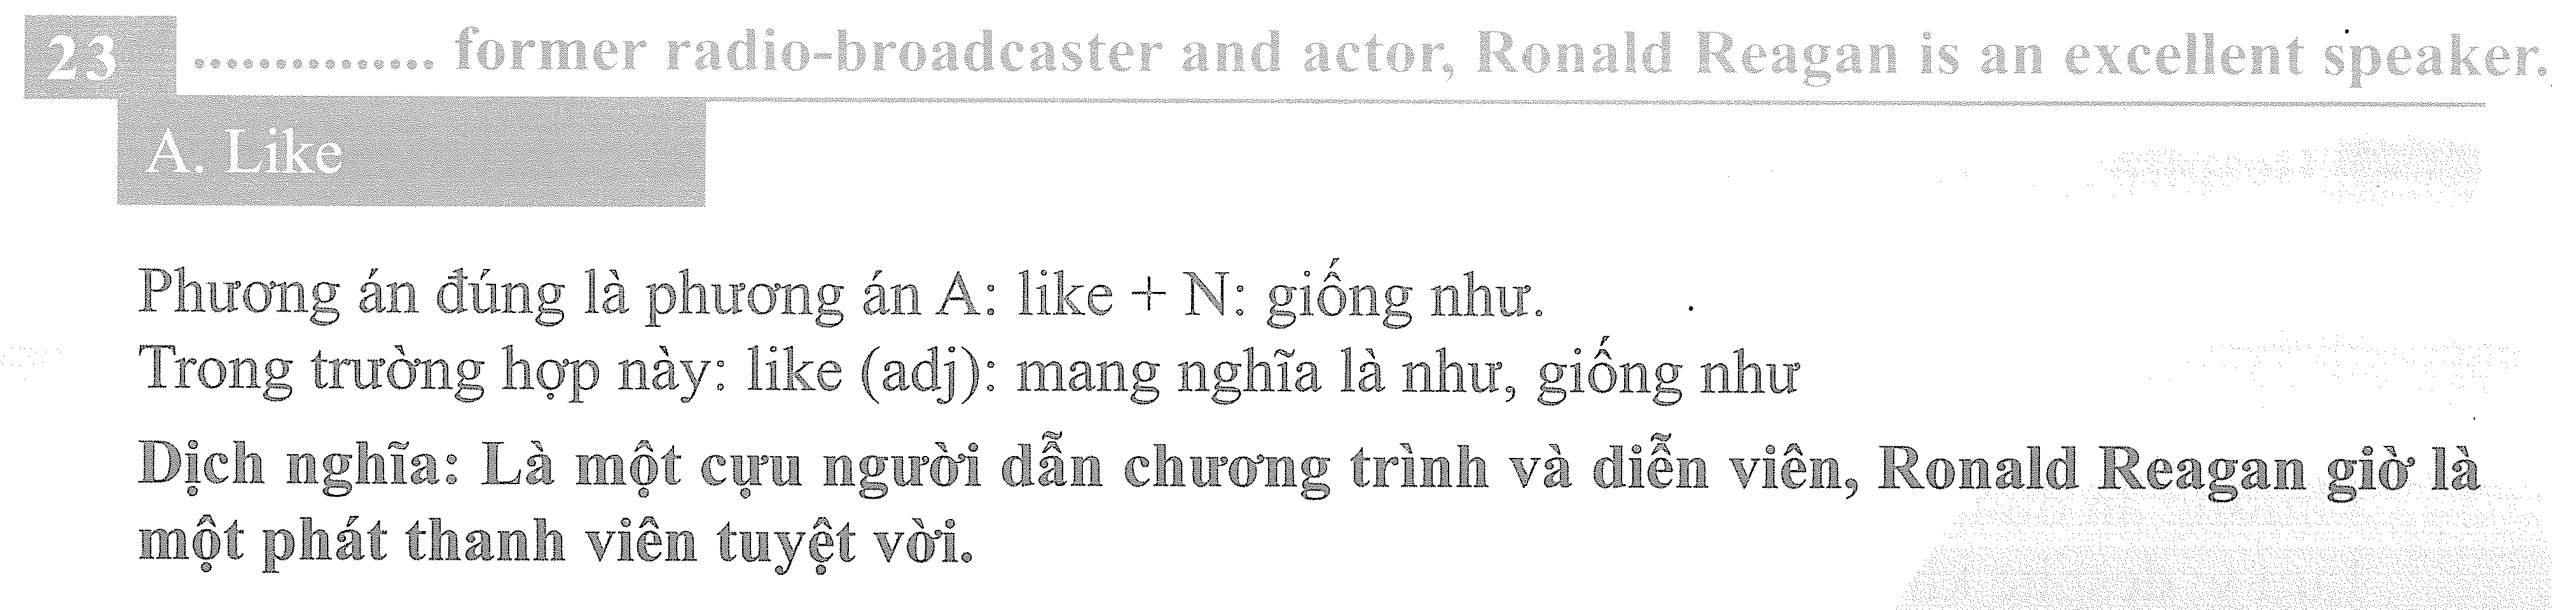 23 ............... former radio-broadcaster and actor, Ronald Reagan is an excellent speaker.
A. Like
Phương án đúng là phương án A: like + N: giống như.
Trong trường hợp này: like (adj): mang nghĩa là như, giống như
Dịch nghĩa: Là một cựu người dẫn chương trình và diễn viên, Ronald Reagan giờ là
một phát thanh viên tuyệt vời.